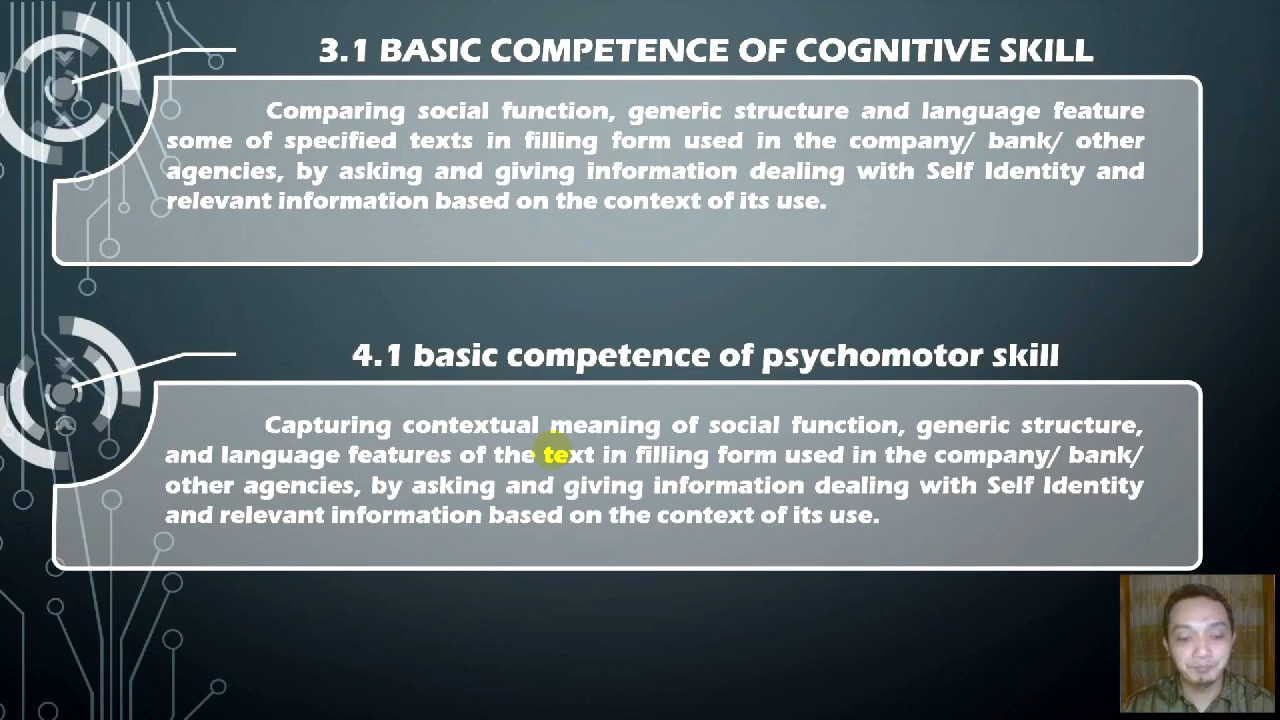 3.1 BASIC COMPETENCE OF COGNITIVE SKILL
Comparing social function, generic structure and language feature
some of specified texts in filling form used in the company/ bank/ other
agencies, by asking and giving information dealing with Self Identity and
relevant information based on the context of its use.
4.1 basic competence of psychomotor skill
Capturing contextual meaning of social function, generic structure,
and language features of the text in filling form used in the company/ bank/
other agencies, by asking and giving information dealing with Self Identity
and relevant information based on the context of its use.